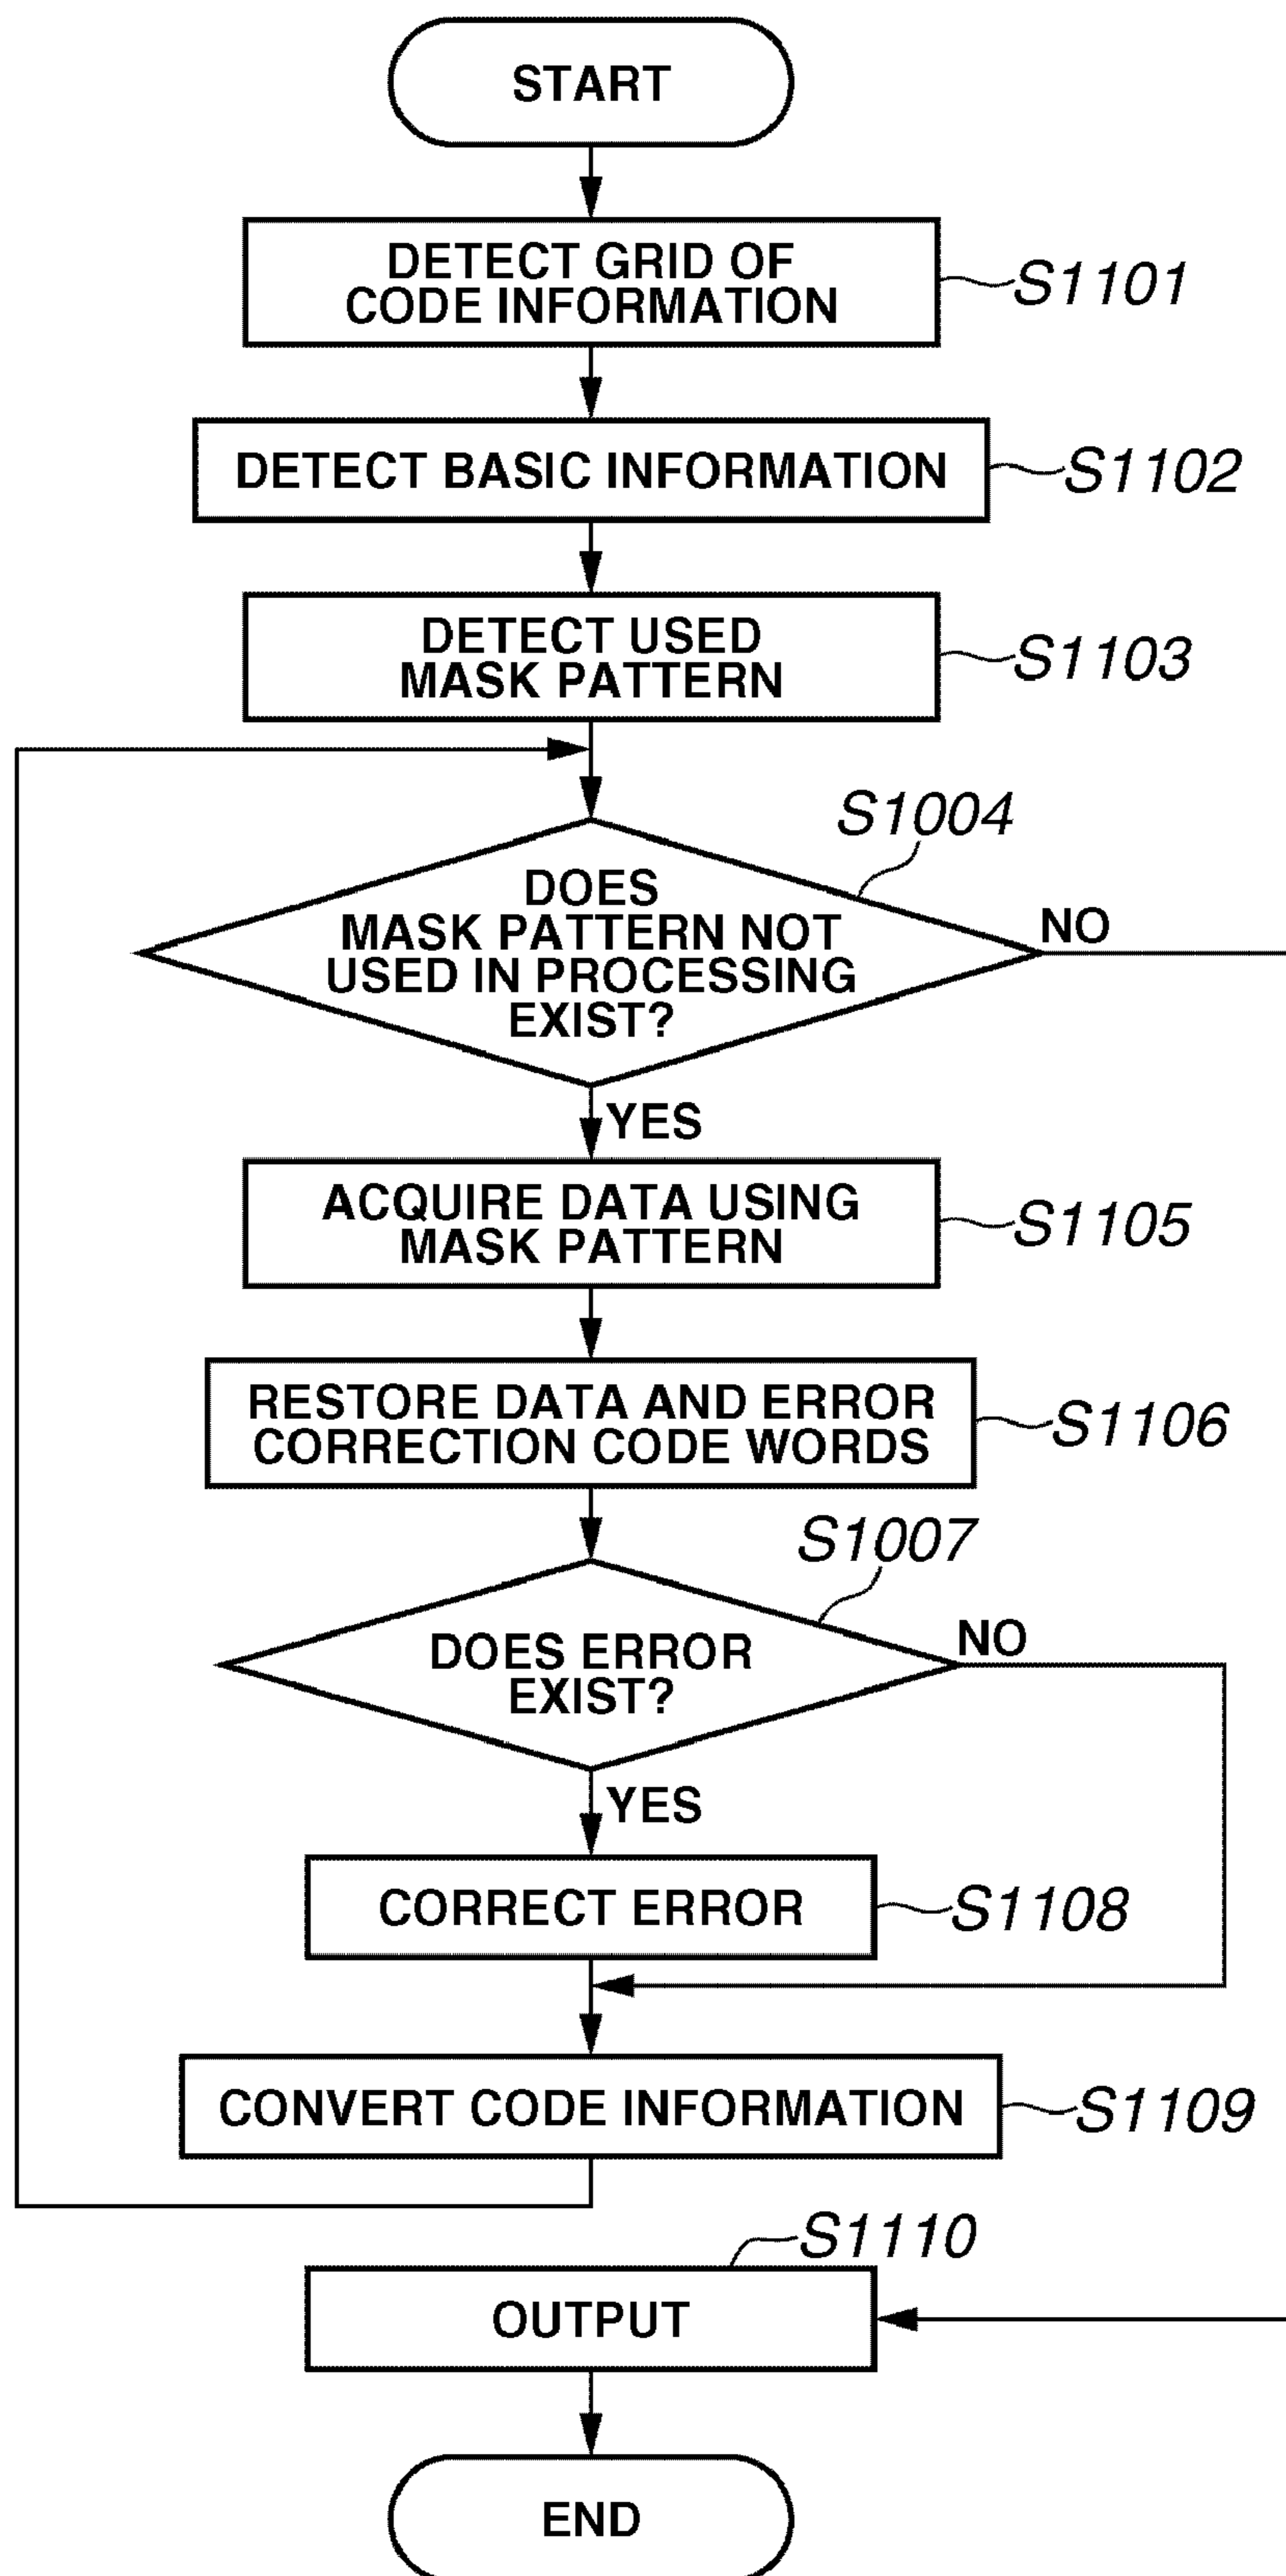 START
DETECT GRID OF
CODE INFORMATION
S1101
DETECT BASIC INFORMATION
S1102
DETECT USED
MASK PATTERN
S1103
S1004
DOES
MASK PATTERN NOT
USED IN PROCESSING
EXIST?
NO
YES
ACQUIRE DATA USING
MASK PATTERN
S1105
RESTORE DATA AND ERROR
CORRECTION CODE WORDS
S1106
S1007
DOES ERROR
EXIST?
NO
YES
CORRECT ERROR
S1108
CONVERT CODE INFORMATION
S1109
S1110
OUTPUT
END